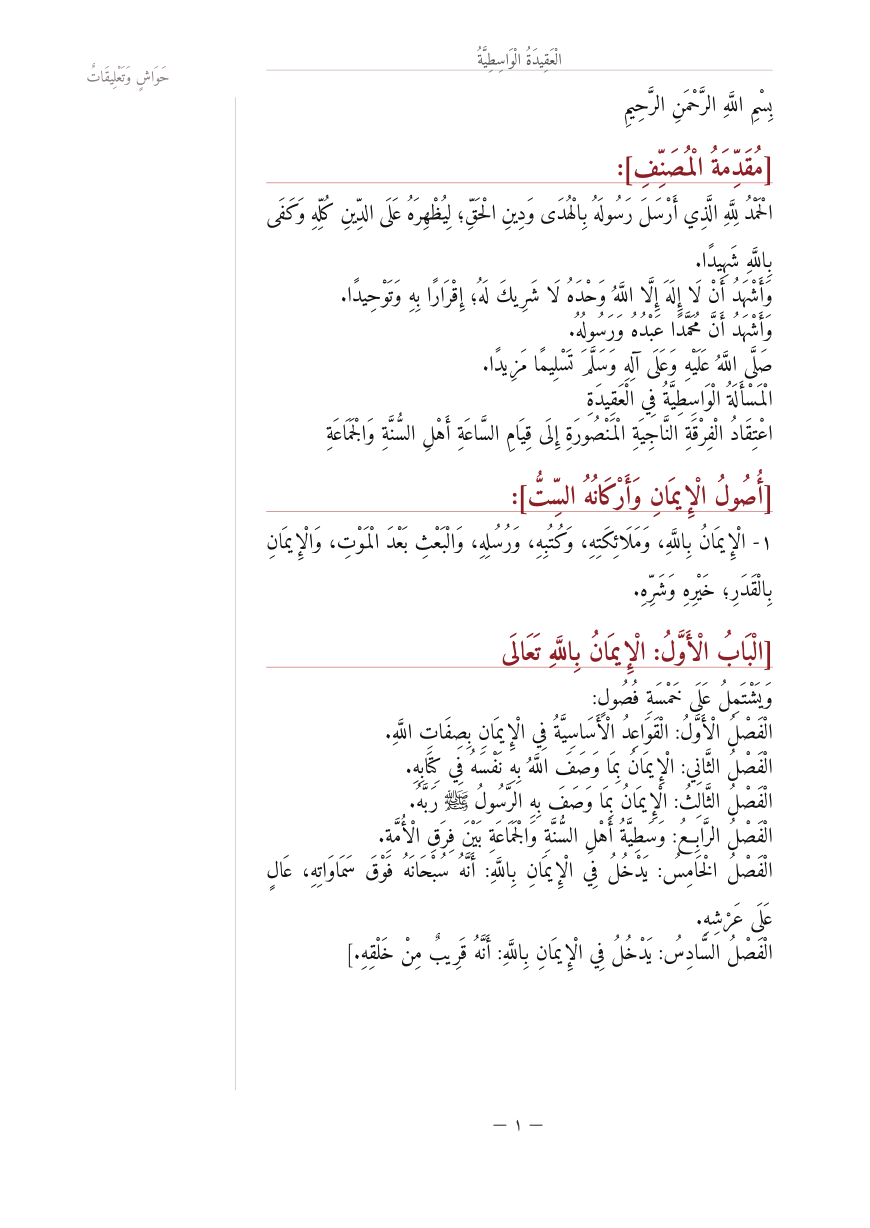 الْعَقِيدَةُ الْوَاسِطِيَّةُ
حَوَاشٍ وَتَعْلِيقَاتٌ
بِسْمِ اللَّهِ الرَّحْمَنِ الرَّحِيمِ
[مُقَدِّمَةُ الْمُصَنِّفِ]:
الْحَمْدُ لِلَّهِ الَّذِي أَرْسَلَ رَسُولَهُ بِالْهُدَى وَدِينِ الْحَقِّ؛ لِيُظْهِرَهُ عَلَى الدِّينِ كُلِّهِ وَكَفَى
بِاللَّهِ شَهِيدًا.
وَأَشْهَدُ أَنْ لَا إِلَهَ إِلَّا اللَّهُ وَحْدَهُ لَا شَرِيكَ لَهُ؛ إِقْرَارًا بِهِ وَتَوْحِيدًا.
وَأَشْهَدُ أَنَّ مُحَمَّدًا عَبْدُهُ وَرَسُولُهُ.
صَلَّى اللَّهُ عَلَيْهِ وَعَلَى آلِهِ وَسَلَّمَ تَسْلِيمًا مَزِيدًا.
الْمَسْأَلَةُ الْوَاسِطِيَّةُ فِي الْعَقِيدَةِ
اعْتِقَادُ الْفِرْقَةِ النَّاجِيَةِ الْمَنْصُورَةِ إِلَى قِيَامِ السَّاعَةِ أَهْلِ السُّنَّةِ وَالْجَمَاعَةِ
[أُصُولُ الْإِيمَانِ وَأَرْكَانُهُ السِّتُّ]:
١- الْإِيمَانُ بِاللَّهِ، وَمَلَائِكَتِهِ، وَكُتُبِهِ، وَرُسُلِهِ، وَالْبَعْثِ بَعْدَ الْمَوْتِ، وَالْإِيمَانِ
بِالْقَدَرِ؛ خَيْرِهِ وَشَرِّهِ.
[الْبَابُ الْأَوَّلُ: الْإِيمَانُ بِاللَّهِ تَعَالَى
وَيَشْتَمِلُ عَلَى خَمْسَةِ فُصُولٍ:
الْفَصْلُ الْأَوَّلُ: الْقَوَاعِدُ الْأَسَاسِيَّةُ فِي الْإِيمَانِ بِصِفَاتِ اللَّهِ.
الْفَصْلُ الثَّانِي: الْإِيمَانُ بِمَا وَصَفَ اللَّهُ بِهِ نَفْسَهُ فِي كِتَابِهِ.
الْفَصْلُ الثَّالِثُ: الْإِيمَانُ بِمَا وَصَفَ بِهِ الرَّسُولُ ﷺ رَبَّهُ.
الْفَصْلُ الرَّابِعُ: وَسَطِيَّةُ أَهْلِ السُّنَّةِ وَالْجَمَاعَةِ بَيْنَ فِرَقِ الْأُمَّةِ.
الْفَصْلُ الْخَامِسُ: يَدْخُلُ فِي الْإِيمَانِ بِاللَّهِ: أَنَّهُ سُبْحَانَهُ فَوْقَ سَمَاوَاتِهِ، عَالٍ
عَلَى عَرْشِهِ.
الْفَصْلُ السَّادِسُ: يَدْخُلُ فِي الْإِيمَانِ بِاللَّهِ: أَنَّهُ قَرِيبٌ مِنْ خَلْقِهِ.]
— ١ —